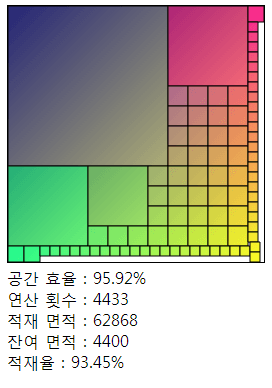 공간 효율 : 95.92%
연산 횟수 : 4433
적재 면적 : 62868
잔여 면적 : 4400
적재율 : 93.45%